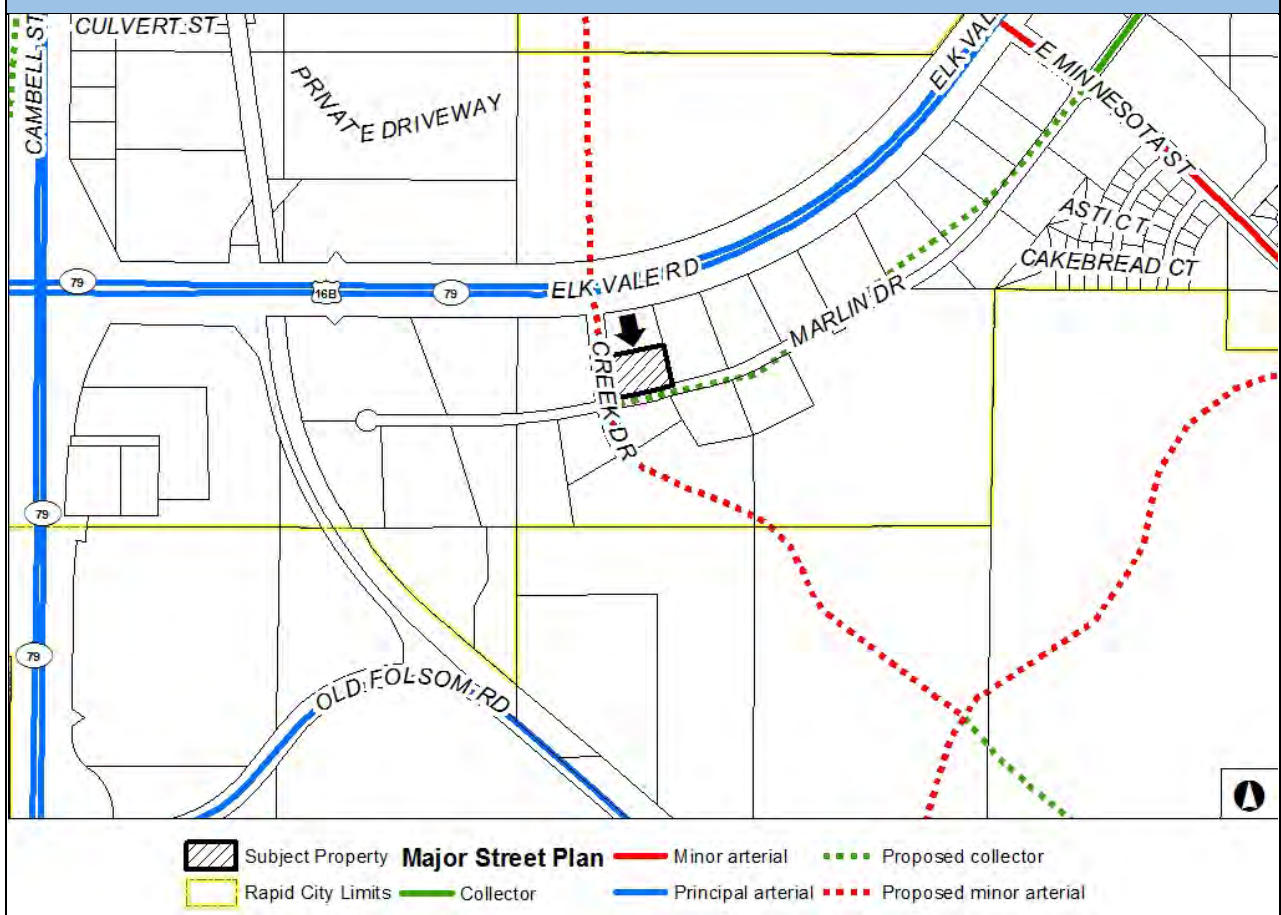 CULVERT ST
CAMBELL ST
PRIVATE DRIVEWAY
ELK VAL
E MINNESOTA ST
ASTI CT
CAKEBREAD CT
79
16B
79
ELK VALE RD
MARLIN DR
CREEK DR
79
79
OLD FOLSOM RD
Subject Property Major Street Plan Minor arterial Proposed collector
Rapid City Limits Collector Principal arterial Proposed minor arterial